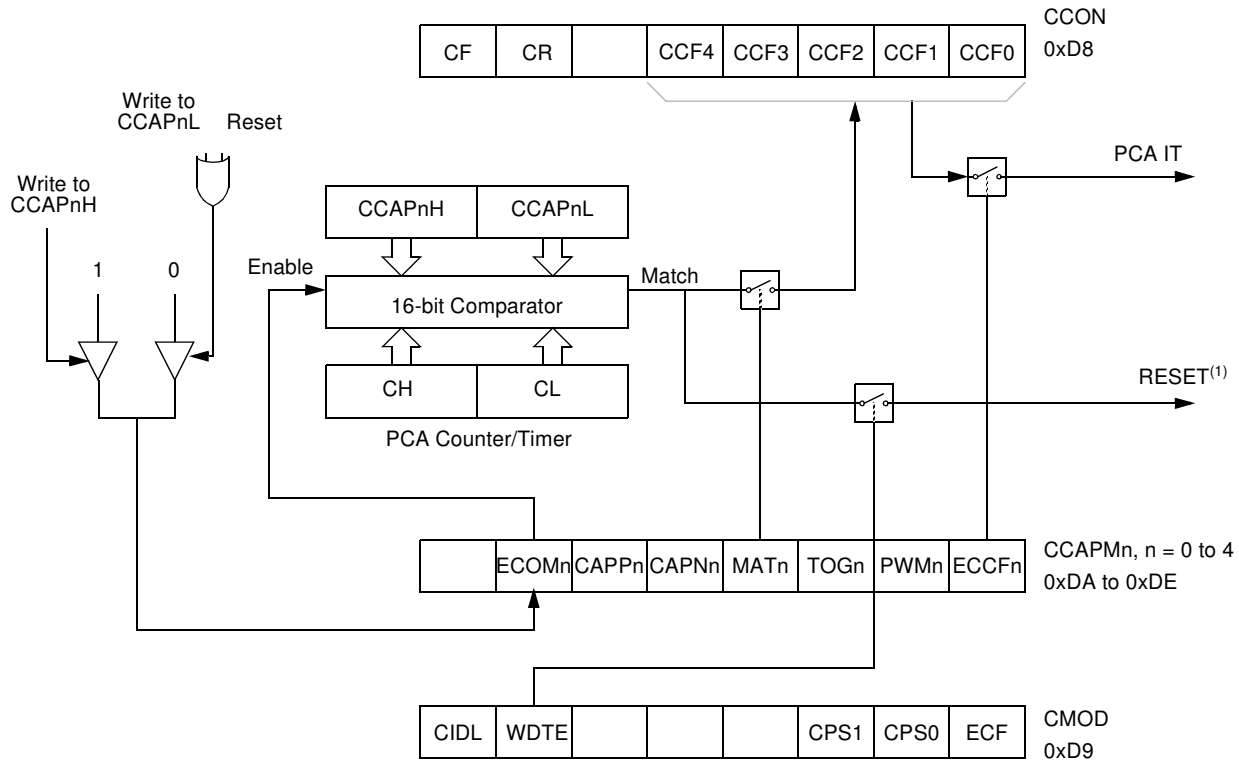 CCON
CF CR CCF4 CCF3 CCF2 CCF1 CCF0
0xD8
Write to
CCAPnL Reset
PCA IT
Write to
CCAPnH
CCAPnH CCAPnL
1 0
Enable
Match
16-bit Comparator
RESET(1)
CH CL
PCA Counter/Timer
ECOMn CAPPn CAPNn MATn TOGn PWMn ECCFn
CCAPMn, n = 0 to 4
0xDA to 0xDE
CIDL WDTE CPS1 CPS0 ECF
CMOD
0xD9